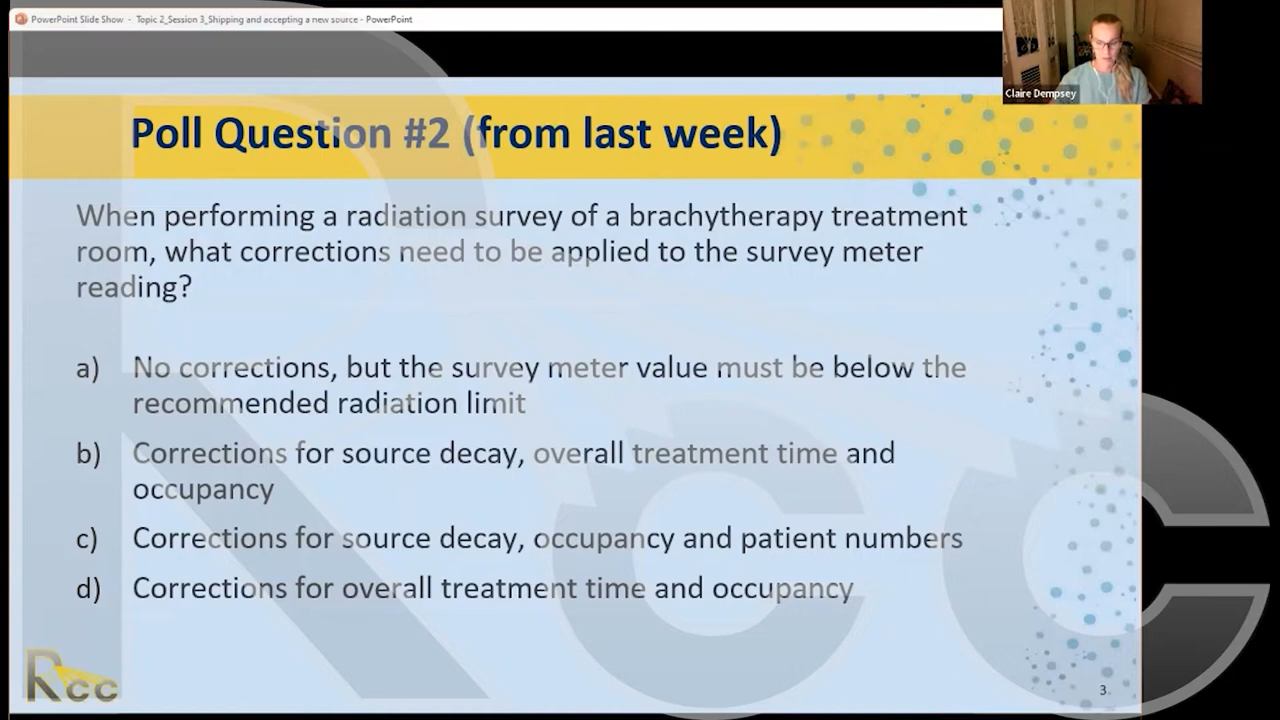 PowerPoint Slide Show - Topic 2_Session 3_Shipping and accepting a new source - PowerPoint
Claire Dempsey
Poll Question #2 (from last week)
When performing a radiation survey of a brachytherapy treatment
room, what corrections need to be applied to the survey meter
reading?
a) No corrections, but the survey meter value must be below the
recommended radiation limit
b) Corrections for source decay, overall treatment time and
occupancy
c) Corrections for source decay, occupancy and patient numbers
d) Corrections for overall treatment time and occupancy
Rcc
3
Rcc